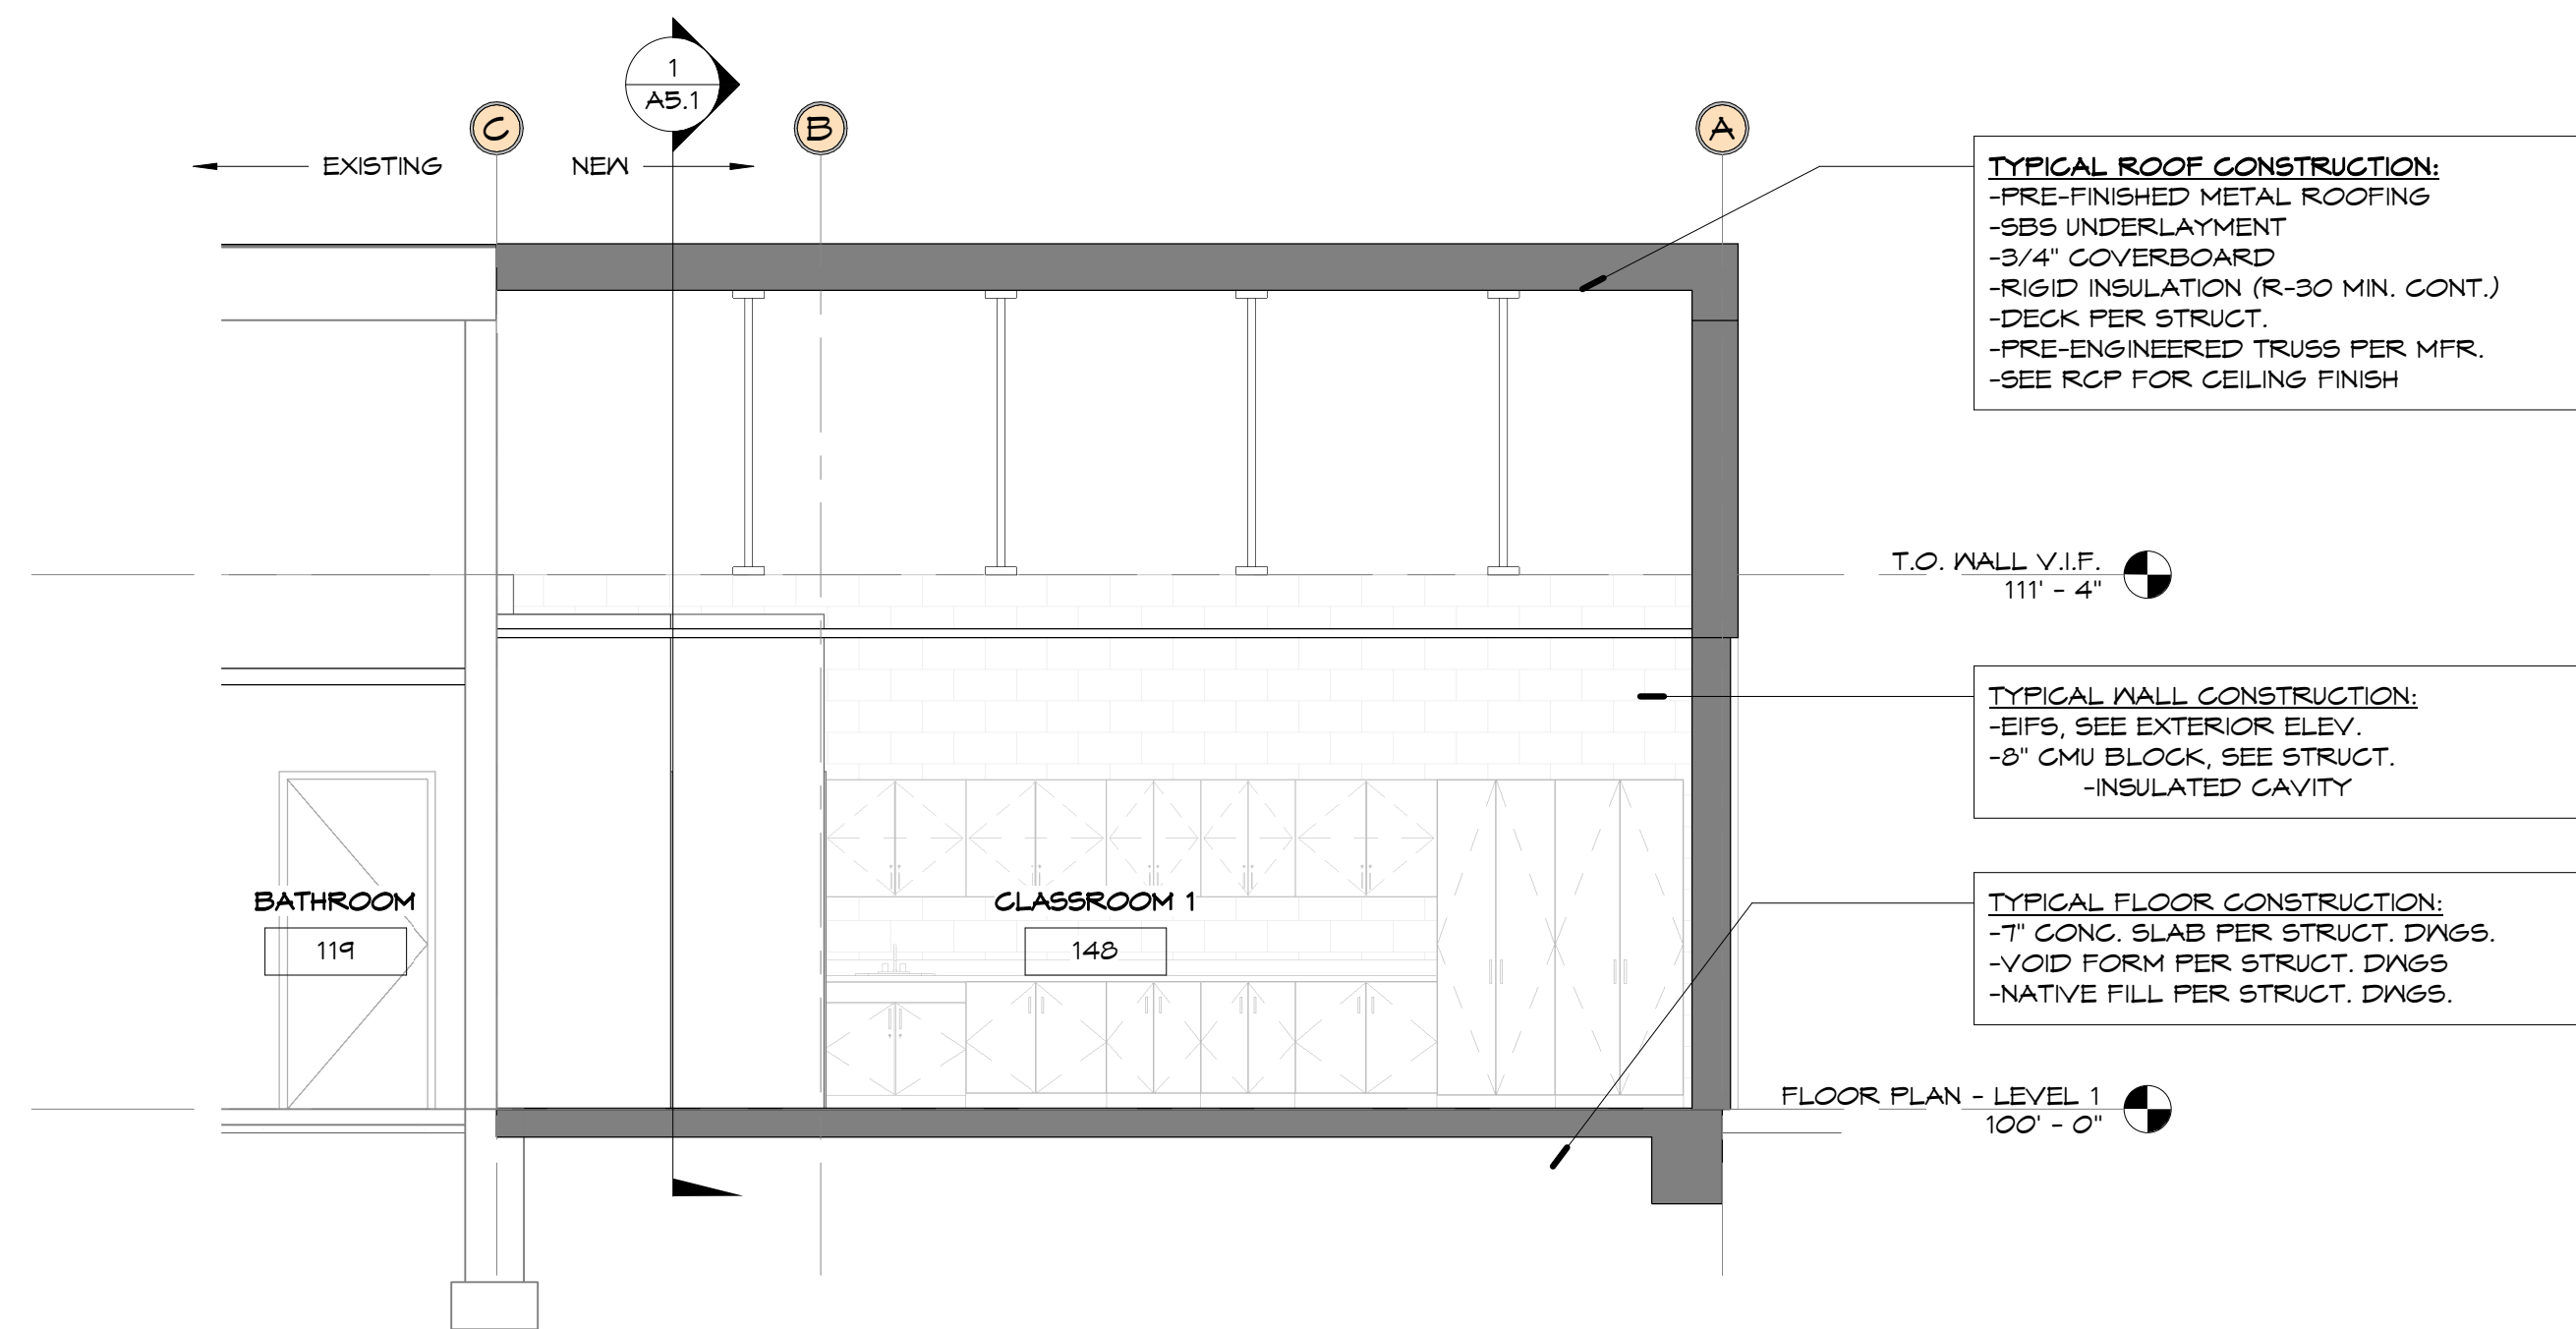 1
A5.1
C
B
A
EXISTING
NEW
TYPICAL ROOF CONSTRUCTION:
-PRE-FINISHED METAL ROOFING
-SBS UNDERLAYMENT
-3/4" COVERBOARD
-RIGID INSULATION (R-30 MIN. CONT.)
-DECK PER STRUCT.
-PRE-ENGINEERED TRUSS PER MFR.
-SEE RCP FOR CEILING FINISH
T.O. WALL V.I.F.
111' - 4"
TYPICAL WALL CONSTRUCTION:
-EIFS, SEE EXTERIOR ELEV.
-8" CMU BLOCK, SEE STRUCT.
-INSULATED CAVITY
BATHROOM
119
CLASSROOM 1
148
TYPICAL FLOOR CONSTRUCTION:
-7" CONC. SLAB PER STRUCT. DWGS.
-VOID FORM PER STRUCT. DWGS
-NATIVE FILL PER STRUCT. DWGS.
FLOOR PLAN - LEVEL 1
100' - 0"